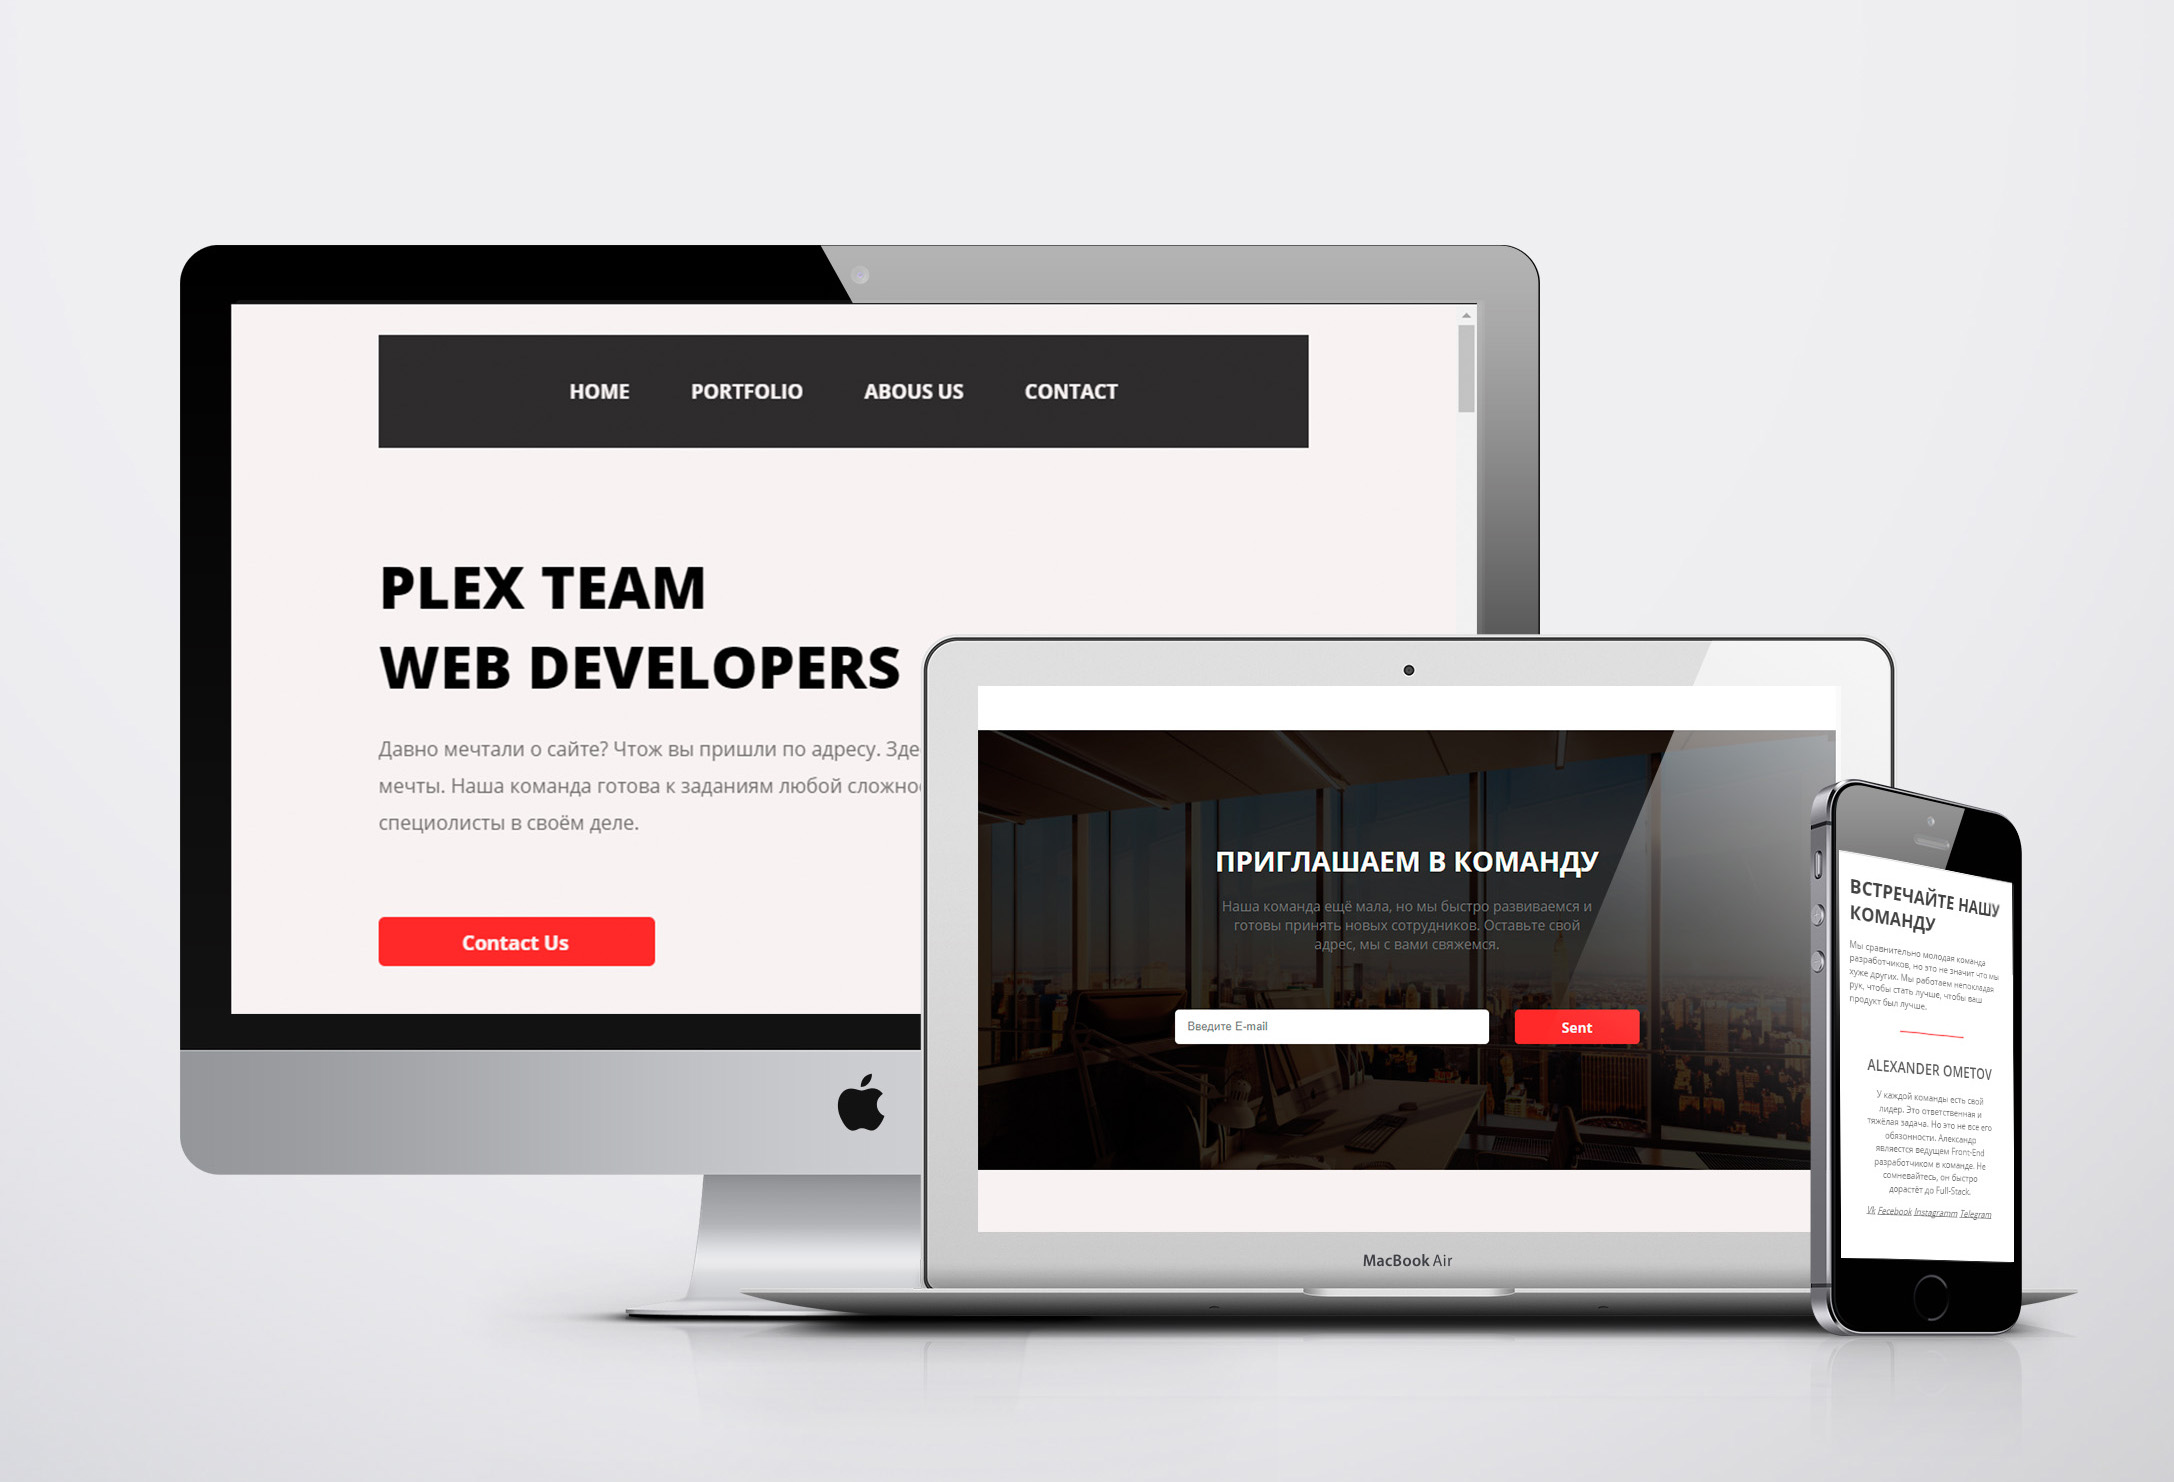 HOME PORTFOLIO ABOUS US CONTACT
PLEX TEAM
WEB DEVELOPERS
Давно мечтали о сайте? Чтож вы пришли по адресу. Зде
мечты. Наша команда готова к заданиям любой сложно
специолисты в своём деле.
Contact Us
ПРИГЛАШАЕМ В КОМАНДУ
Наша команда ещё мала, но мы быстро развиваемся и
готовы принять новых сотрудников. Оставьте свой
адрес, мы с вами свяжемся.
Введите E-mail Sent
MacBook Air
ВСТРЕЧАЙТЕ НАШУ
КОМАНДУ
Мы сравнительно молодая команда
разработчиков, но это не значит что мы
хуже других. Мы работаем непокладая
рук, чтобы стать лучше, чтобы ваш
продукт был лучше.
ALEXANDER OMETOV
У каждой команды есть свой
лидер. Это ответственная и
тяжёлая задача. Но это не все его
обязонности. Александр
является ведущем Front-End
разработчиком в команде. Не
сомневайтесь, он быстро
дорастёт до Full-Stack.
Vk Fecebook Instagramm Telegram